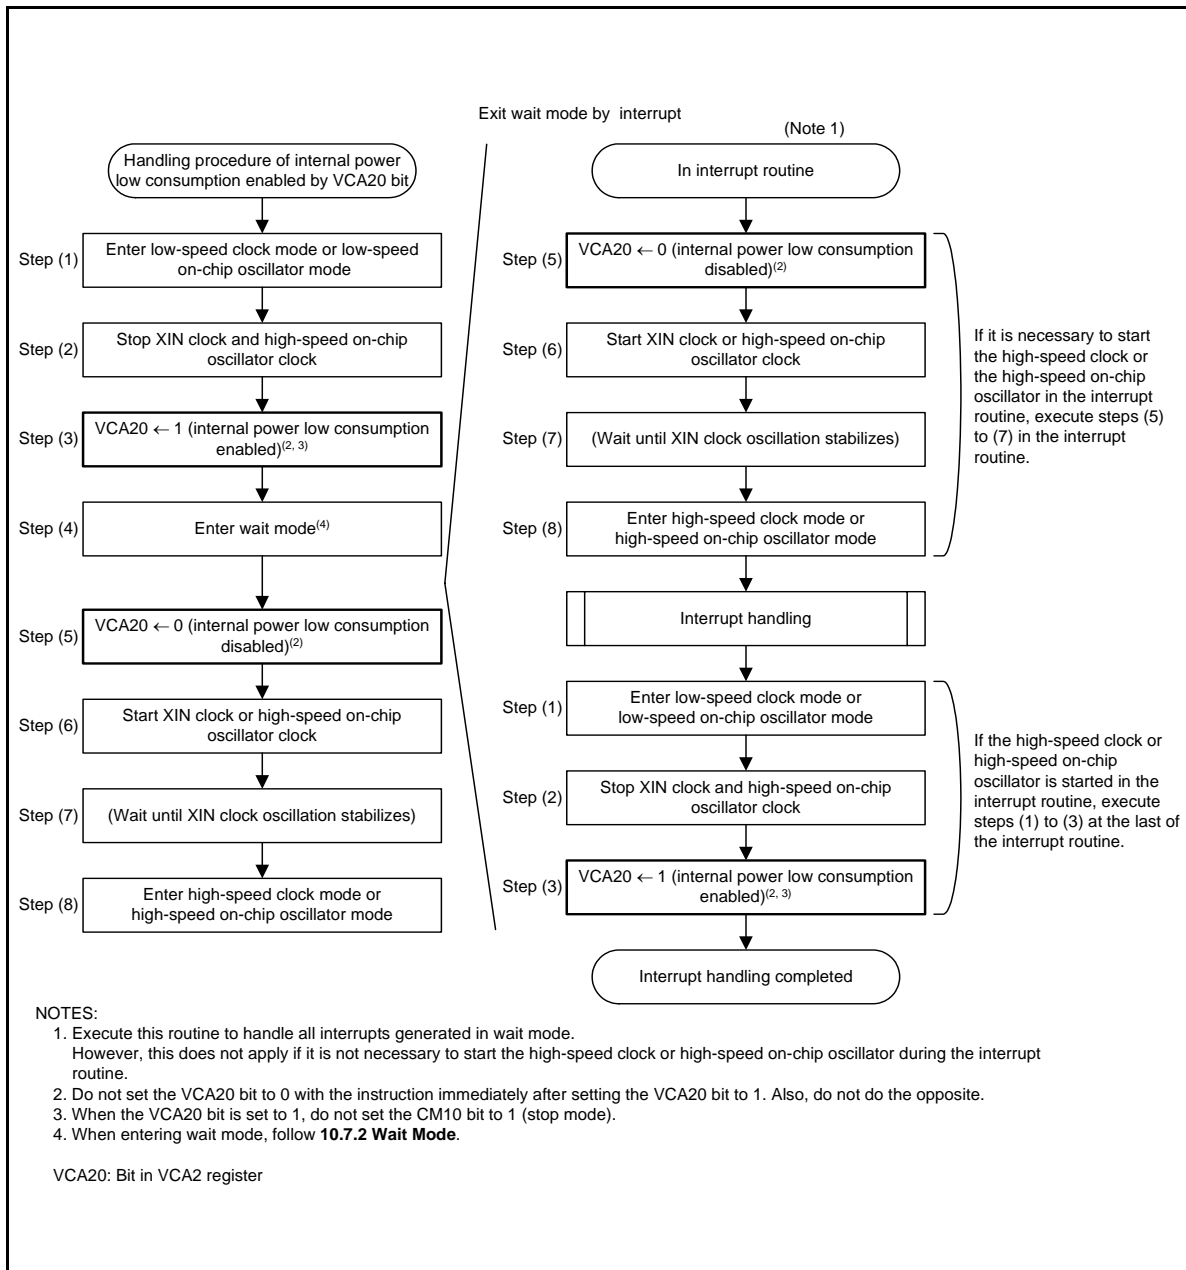 Exit wait mode by interrupt
(Note 1)
Handling procedure of internal power
low consumption enabled by VCA20 bit
Step (1)
Enter low-speed clock mode or low-speed
on-chip oscillator mode
Step (2)
Stop XIN clock and high-speed on-chip
oscillator clock
Step (3)
VCA20 ← 1 (internal power low consumption
enabled)(2, 3)
Step (4)
Enter wait mode(4)
Step (5)
VCA20 ← 0 (internal power low consumption
disabled)(2)
Step (6)
Start XIN clock or high-speed on-chip
oscillator clock
Step (7)
(Wait until XIN clock oscillation stabilizes)
Step (8)
Enter high-speed clock mode or
high-speed on-chip oscillator mode
In interrupt routine
Step (5)
VCA20 ← 0 (internal power low consumption
disabled)(2)
Step (6)
Start XIN clock or high-speed on-chip
oscillator clock
Step (7)
(Wait until XIN clock oscillation stabilizes)
Step (8)
Enter high-speed clock mode or
high-speed on-chip oscillator mode
If it is necessary to start
the high-speed clock or
the high-speed on-chip
oscillator in the interrupt
routine, execute steps (5)
to (7) in the interrupt
routine.
Interrupt handling
Step (1)
Enter low-speed clock mode or
low-speed on-chip oscillator mode
Step (2)
Stop XIN clock and high-speed on-chip
oscillator clock
Step (3)
VCA20 ← 1 (internal power low consumption
enabled)(2, 3)
If the high-speed clock or
high-speed on-chip
oscillator is started in the
interrupt routine, execute
steps (1) to (3) at the last of
the interrupt routine.
Interrupt handling completed
NOTES:
1. Execute this routine to handle all interrupts generated in wait mode.
However, this does not apply if it is not necessary to start the high-speed clock or high-speed on-chip oscillator during the interrupt
routine.
2. Do not set the VCA20 bit to 0 with the instruction immediately after setting the VCA20 bit to 1. Also, do not do the opposite.
3. When the VCA20 bit is set to 1, do not set the CM10 bit to 1 (stop mode).
4. When entering wait mode, follow 10.7.2 Wait Mode.
VCA20: Bit in VCA2 register